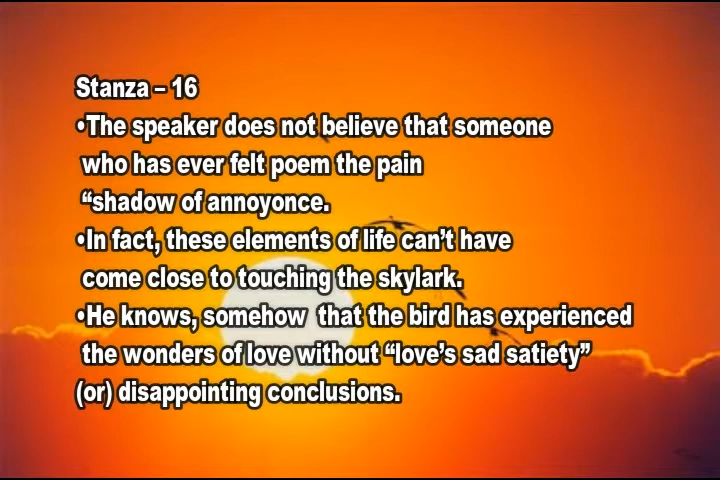 Stanza – 16
•The speaker does not believe that someone
who has ever felt poem the pain
“shadow of annoyonce.
•In fact, these elements of life can’t have
come close to touching the skylark.
•He knows, somehow that the bird has experienced
the wonders of love without “love’s sad satiety”
(or) disappointing conclusions.